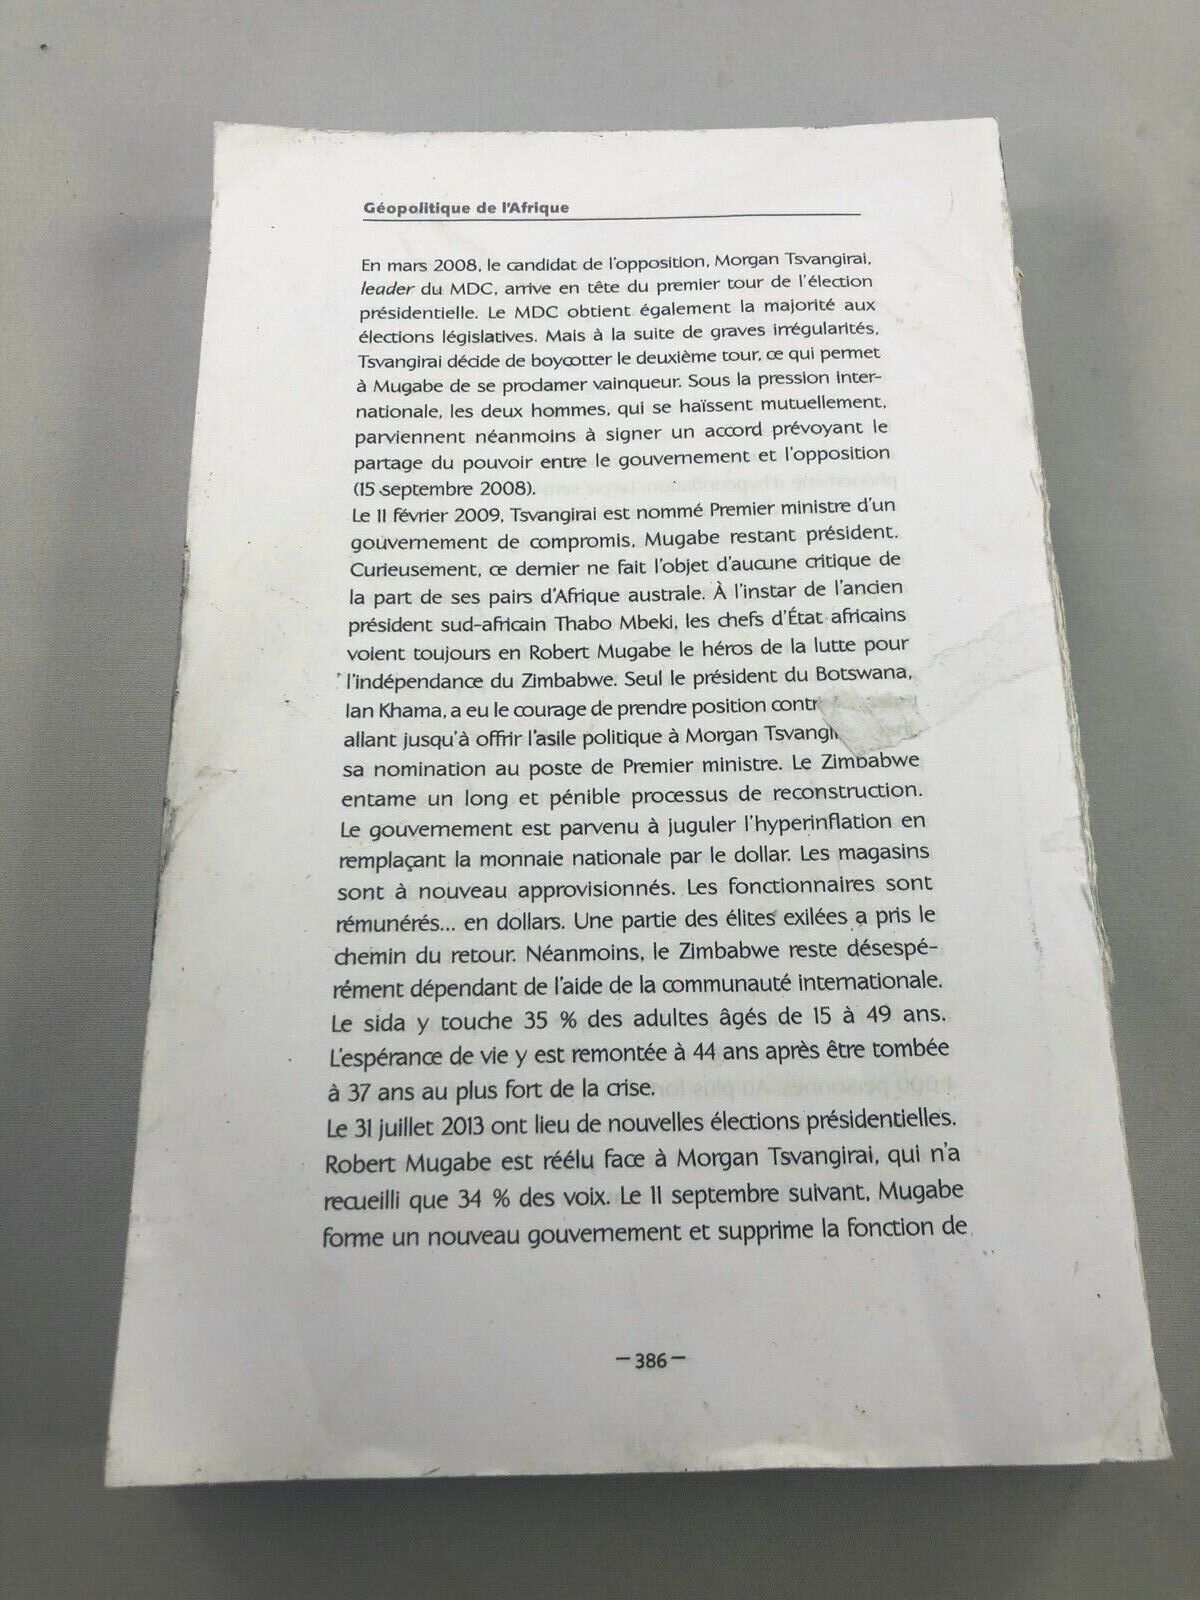 Géopolitique de l'Afrique
En mars 2008, le candidat de l'opposition, Morgan Tsvangirai,
leader du MDC, arrive en tête du premier tour de l'élection
présidentielle. Le MDC obtient également la majorité aux
élections législatives. Mais à la suite de graves irrégularités,
Tsvangirai décide de boycotter le deuxième tour, ce qui permet
à Mugabe de se proclamer vainqueur. Sous la pression inter-
nationale, les deux hommes, qui se haïssent mutuellement,
parviennent néanmoins à signer un accord prévoyant le
partage du pouvoir entre le gouvernement et l'opposition
(15 septembre 2008).
Le 11 février 2009, Tsvangirai est nommé Premier ministre d'un
gouvernement de compromis, Mugabe restant président.
Curieusement, ce dernier ne fait l'objet d'aucune critique de
la part de ses pairs d'Afrique australe. À l'instar de l'ancien
président sud-africain Thabo Mbeki, les chefs d'État africains
voient toujours en Robert Mugabe le héros de la lutte pour
l'indépendance du Zimbabwe. Seul le président du Botswana,
Ian Khama, a eu le courage de prendre position contr
allant jusqu'à offrir l'asile politique à Morgan Tsvangi
sa nomination au poste de Premier ministre. Le Zimbabwe
entame un long et pénible processus de reconstruction.
Le gouvernement est parvenu à juguler l'hyperinflation en
remplaçant la monnaie nationale par le dollar. Les magasins
sont à nouveau approvisionnés. Les fonctionnaires sont
rémunérés... en dollars. Une partie des élites exilées a pris le
chemin du retour. Néanmoins, le Zimbabwe reste désespé-
rément dépendant de l'aide de la communauté internationale.
Le sida y touche 35 % des adultes âgés de 15 à 49 ans.
L'espérance de vie y est remontée à 44 ans après être tombée
à 37 ans au plus fort de la crise.
Le 31 juillet 2013 ont lieu de nouvelles élections présidentielles.
Robert Mugabe est réélu face à Morgan Tsvangirai, qui n'a
recueilli que 34 % des voix. Le 11 septembre suivant, Mugabe
forme un nouveau gouvernement et supprime la fonction de
– 386 –